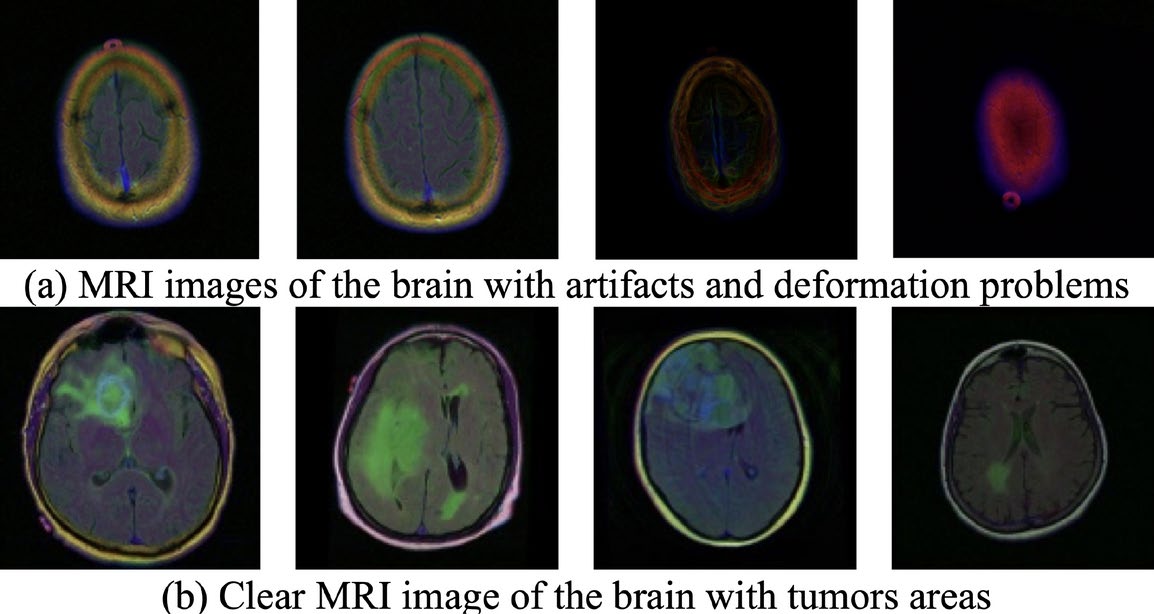 (a) MRI images of the brain with artifacts and deformation problems
(b) Clear MRI image of the brain with tumors areas